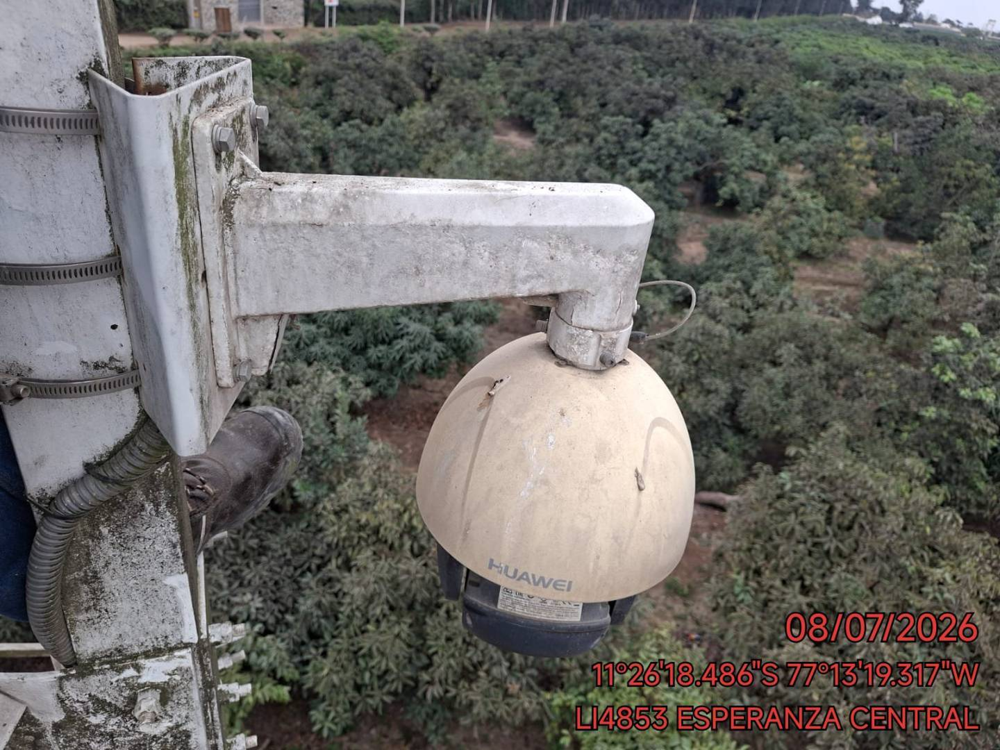 HUAWEI
08/07/2026
11°26'18.486"S 77°13'19.317"W
LI4853 ESPERANZA CENTRAL